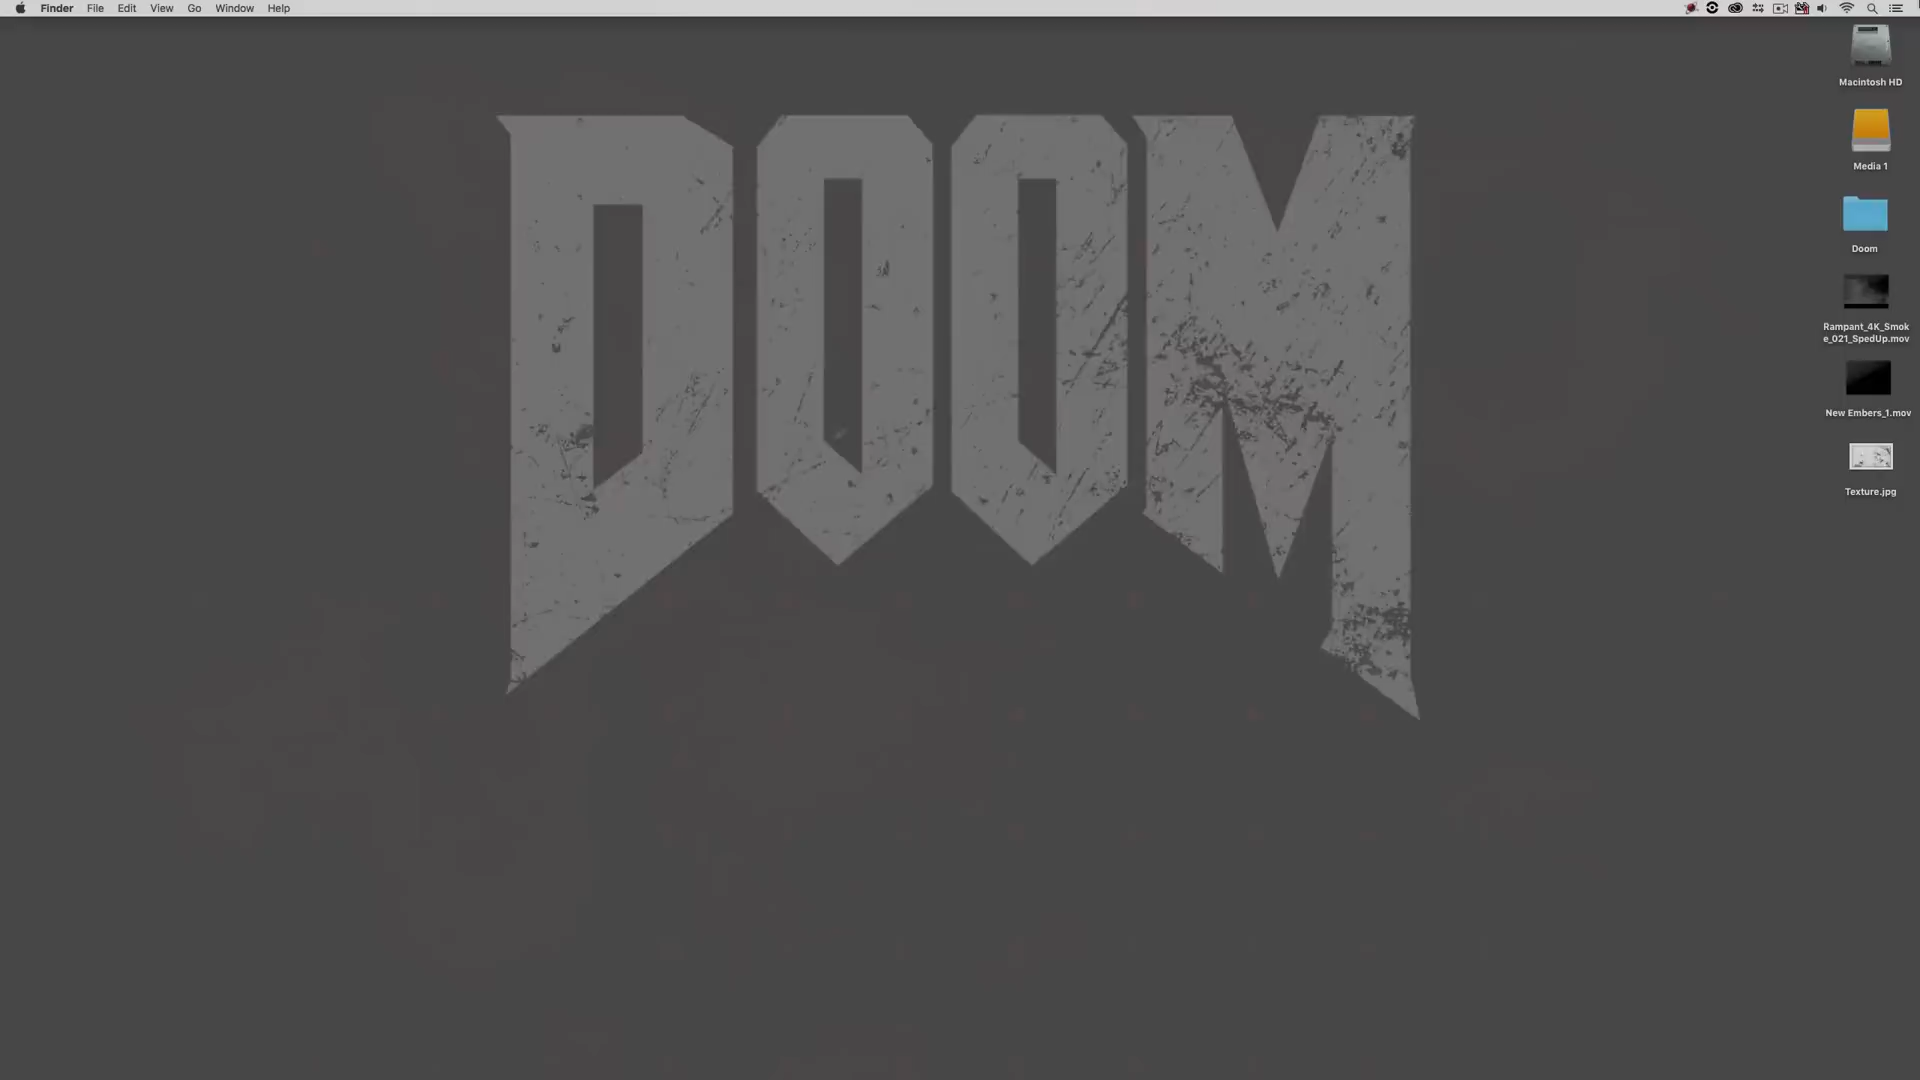 Finder File Edit View Go Window Help
DOOM
Macintosh HD
Media 1
Doom
Rampant_4K_Smok
e_021_SpedUp.mov
New Embers_1.mov
Texture.jpg